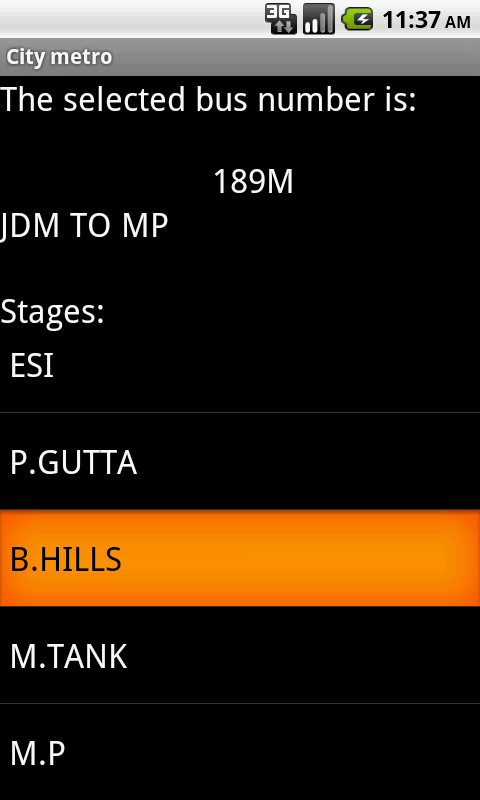 3G 11:37 AM
City metro
The selected bus number is:
189M
JDM TO MP
Stages:
ESI
P.GUTTA
B.HILLS
M.TANK
M.P